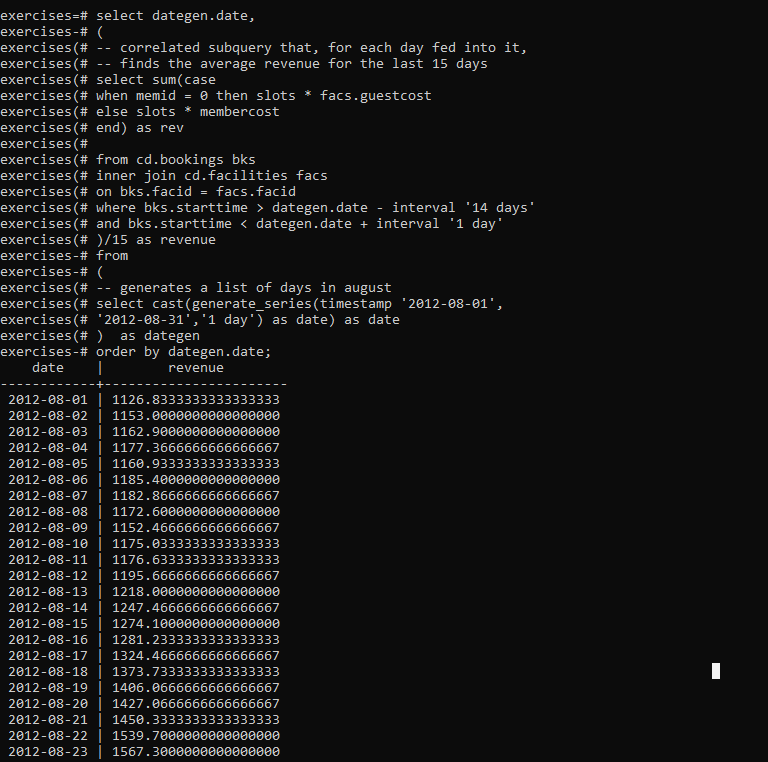 exercises=# select dategen.date,
exercises-# (
exercises(# -- correlated subquery that, for each day fed into it,
exercises(# -- finds the average revenue for the last 15 days
exercises(# select sum(case
exercises(# when memid = 0 then slots * facs.guestcost
exercises(# else slots * membercost
exercises(# end) as rev
exercises(#
exercises(# from cd.bookings bks
exercises(# inner join cd.facilities facs
exercises(# on bks.facid = facs.facid
exercises(# where bks.starttime > dategen.date - interval '14 days'
exercises(# and bks.starttime < dategen.date + interval '1 day'
exercises(# )/15 as revenue
exercises-# from
exercises-# (
exercises(# -- generates a list of days in august
exercises(# select cast(generate_series(timestamp '2012-08-01',
exercises(# '2012-08-31','1 day') as date) as date
exercises(# )  as dategen
exercises-# order by dategen.date;
    date    |        revenue
------------+-----------------------
 2012-08-01 | 1126.8333333333333333
 2012-08-02 | 1153.0000000000000000
 2012-08-03 | 1162.9000000000000000
 2012-08-04 | 1177.3666666666666667
 2012-08-05 | 1160.9333333333333333
 2012-08-06 | 1185.4000000000000000
 2012-08-07 | 1182.8666666666666667
 2012-08-08 | 1172.6000000000000000
 2012-08-09 | 1152.4666666666666667
 2012-08-10 | 1175.0333333333333333
 2012-08-11 | 1176.6333333333333333
 2012-08-12 | 1195.6666666666666667
 2012-08-13 | 1218.0000000000000000
 2012-08-14 | 1247.4666666666666667
 2012-08-15 | 1274.1000000000000000
 2012-08-16 | 1281.2333333333333333
 2012-08-17 | 1324.4666666666666667
 2012-08-18 | 1373.7333333333333333
 2012-08-19 | 1406.0666666666666667
 2012-08-20 | 1427.0666666666666667
 2012-08-21 | 1450.3333333333333333
 2012-08-22 | 1539.7000000000000000
 2012-08-23 | 1567.3000000000000000